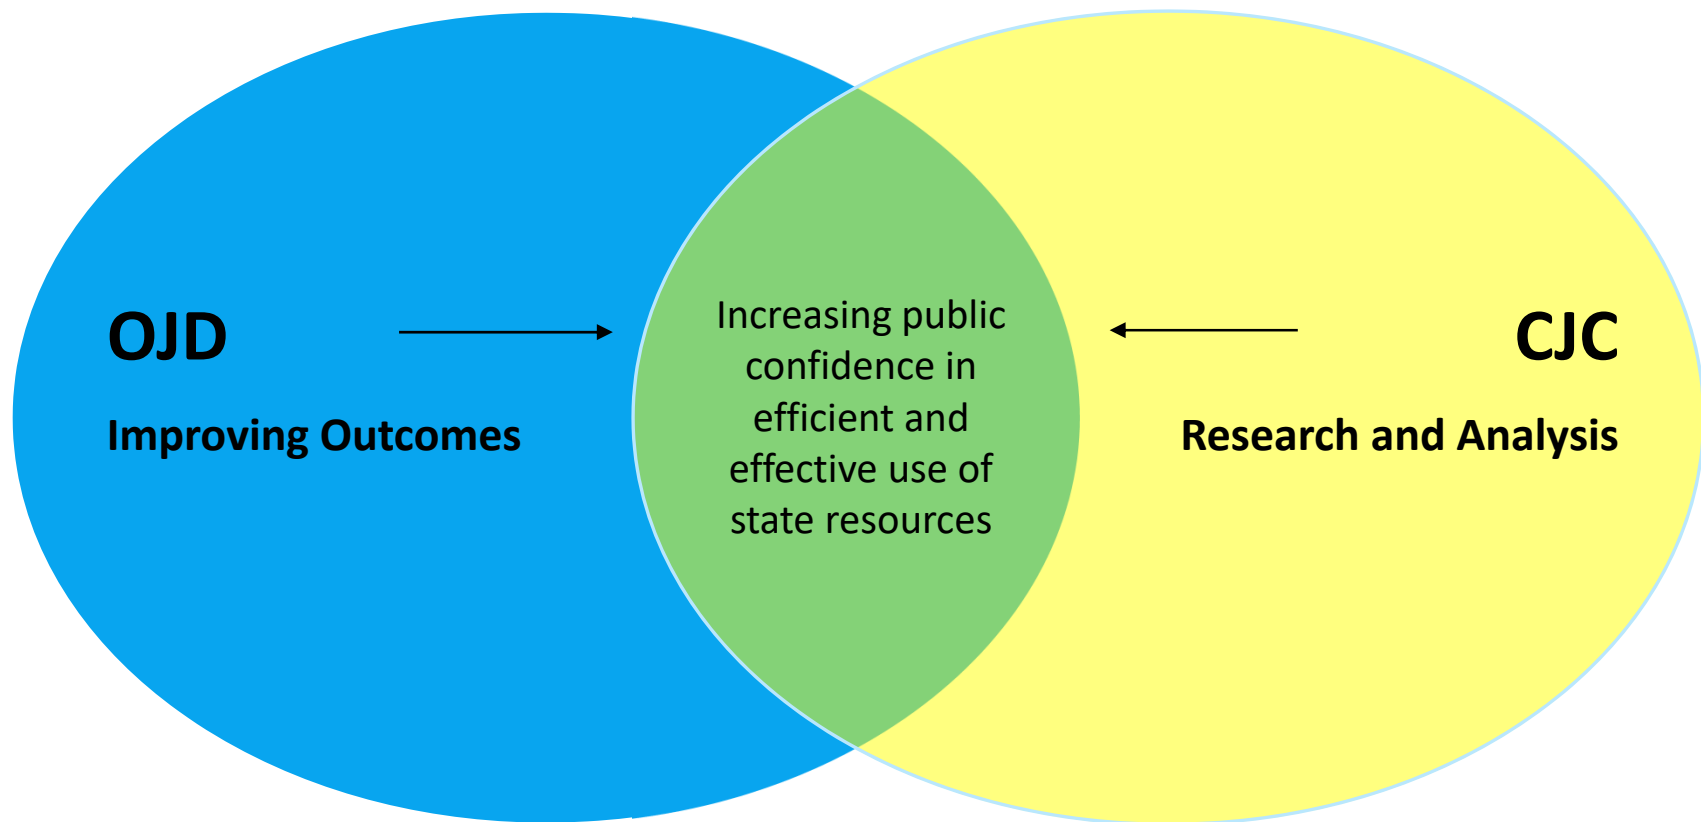 OJD
Improving Outcomes
Increasing public
confidence in
efficient and
effective use of
state resources
CJC
Research and Analysis